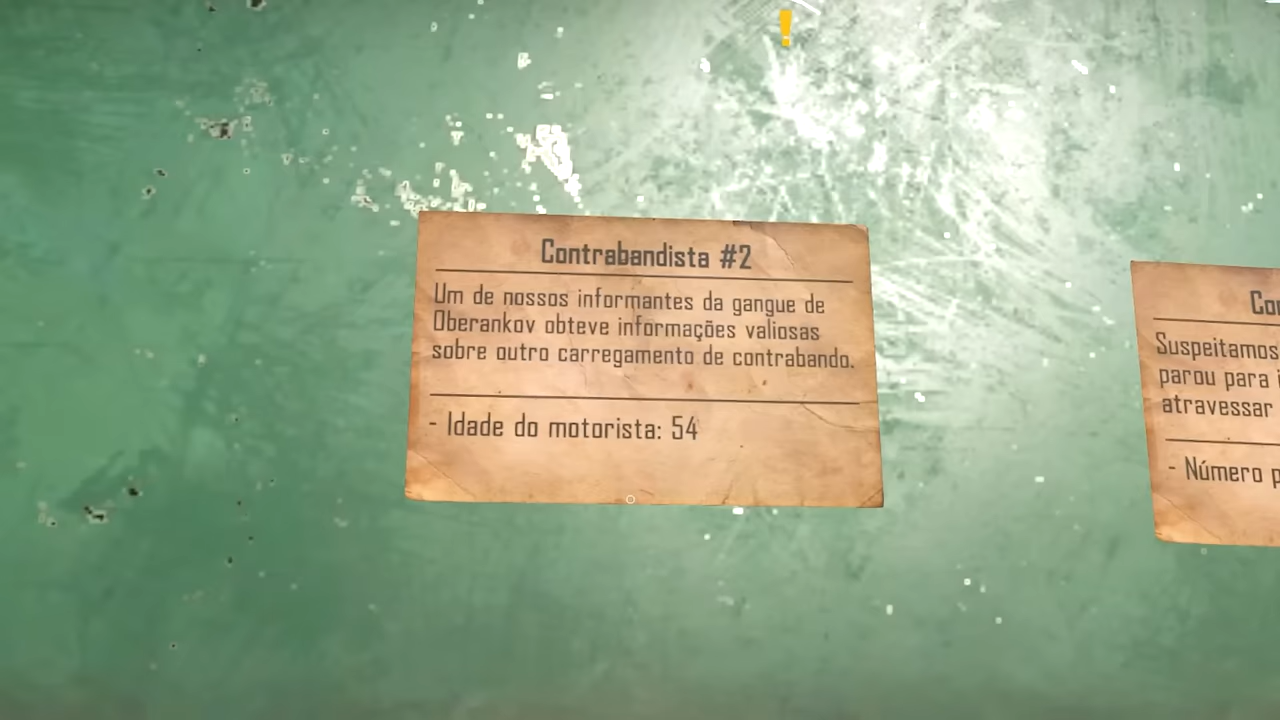 Contrabandista #2
Um de nossos informantes da gangue de
Oberankov obteve informações valiosas
sobre outro carregamento de contrabando.
- Idade do motorista: 54
Suspeitamos
parou para
atravessar
- Número